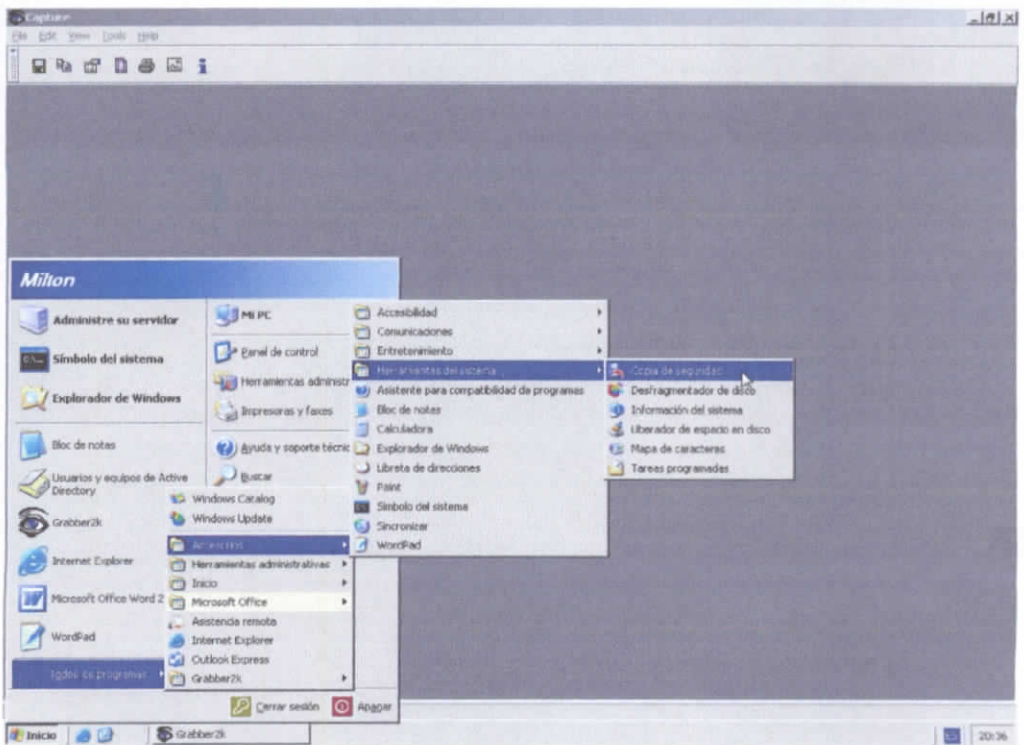 Capture
File Edit View Tools Help
Milton
Administre su servidor
Símbolo del sistema
Explorador de Windows
Bloc de notas
Usuarios y equipos de Active
Directory
Grabber2k
Internet Explorer
Microsoft Office Word 2
WordPad
Todos los programas
Mi PC
Panel de control
Herramientas administr
Impresoras y faxes
Ayuda y soporte técnic
Buscar
Windows Catalog
Windows Update
Accesorios
Herramientas administrativas
Inicio
Microsoft Office
Asistencia remota
Internet Explorer
Outlook Express
Grabber2k
Accesibilidad
Comunicaciones
Entretenimiento
Herramientas del sistema
Asistente para compatibilidad de programas
Bloc de notas
Calculadora
Explorador de Windows
Libreta de direcciones
Paint
Símbolo del sistema
Sincronizar
WordPad
Copia de seguridad
Desfragmentador de disco
Información del sistema
Liberador de espacio en disco
Mapa de caracteres
Tareas programadas
Cerrar sesión Apagar
Inicio Grabber2k ES 20:36